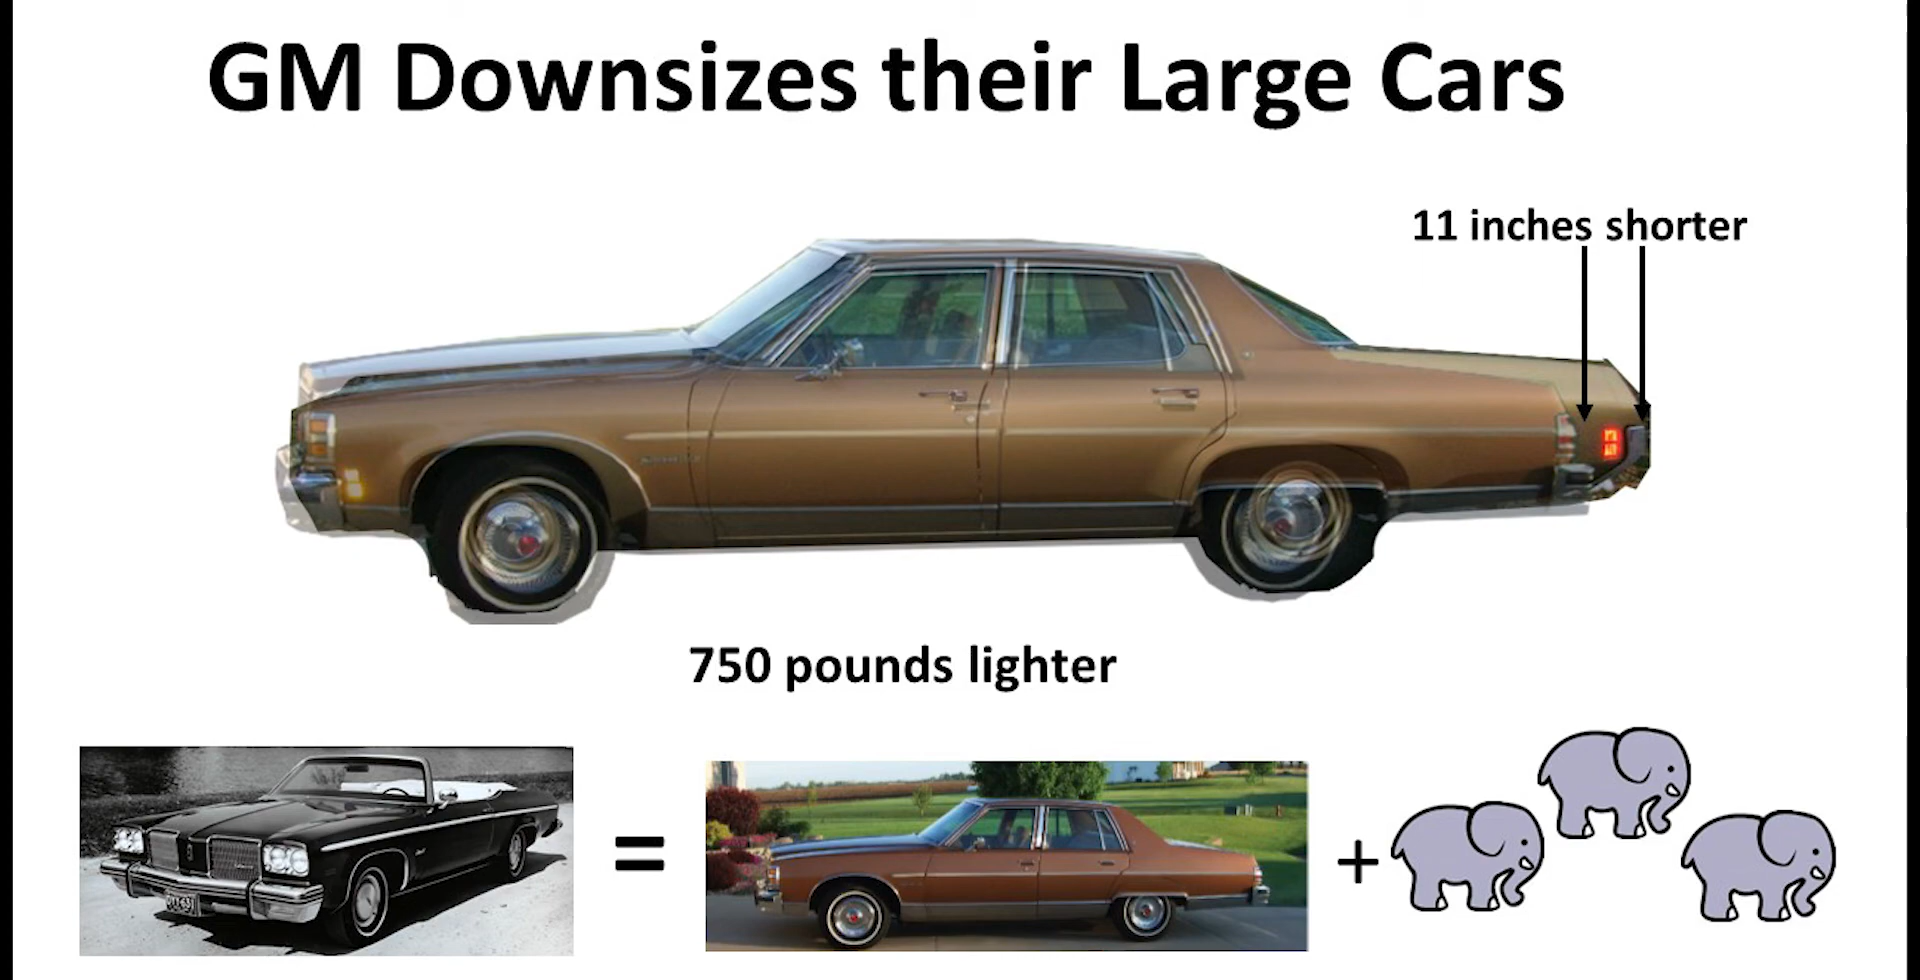 GM Downsizes their Large Cars
11 inches shorter
750 pounds lighter
=
+